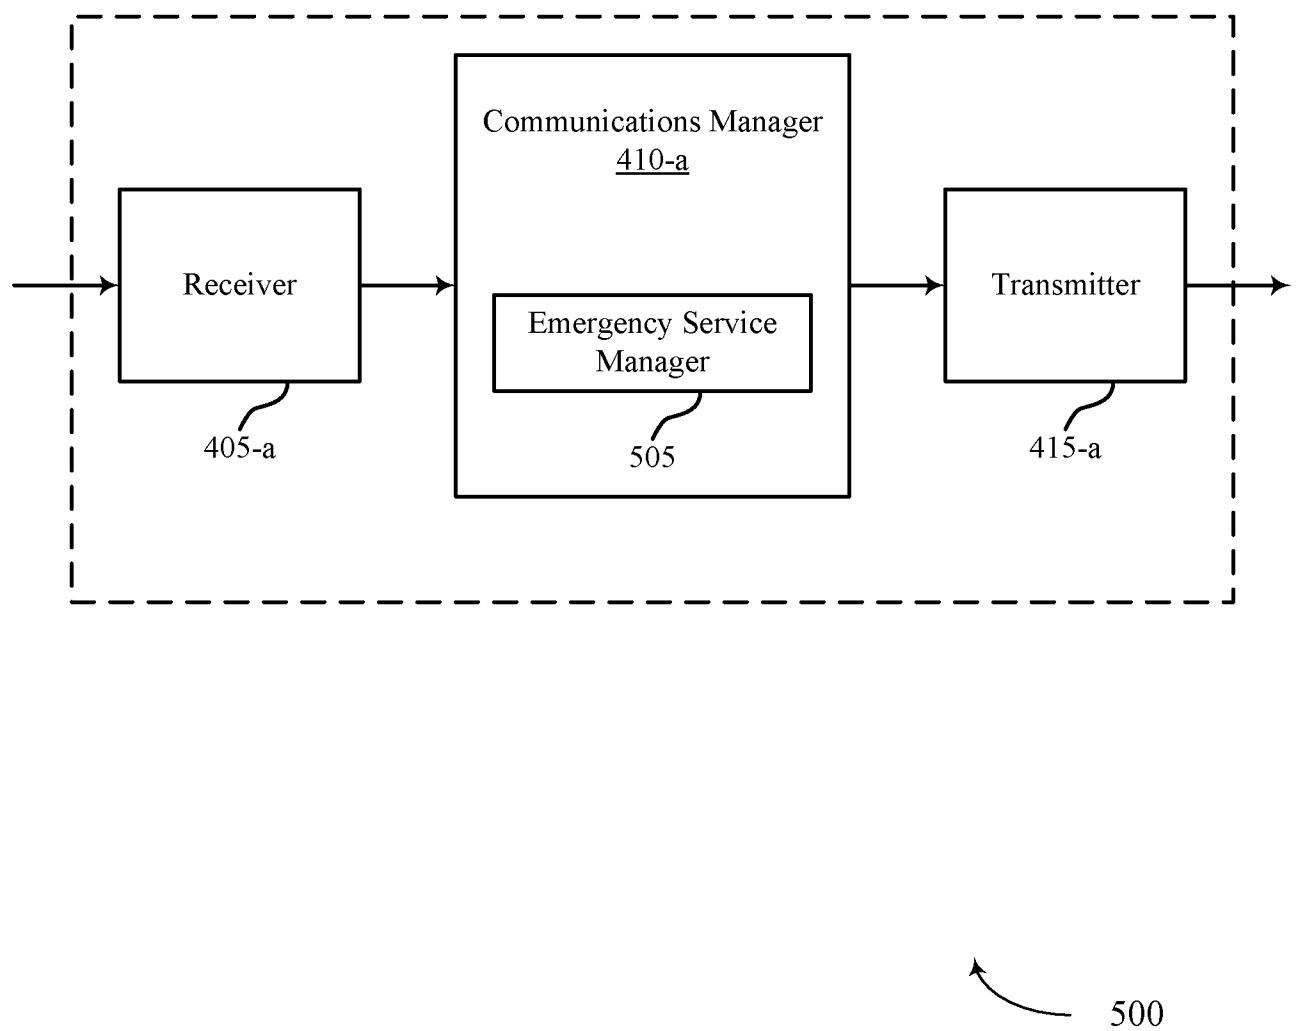 Communications Manager
410-a
Receiver
Transmitter
Emergency Service
Manager
405-a
505
415-a
500